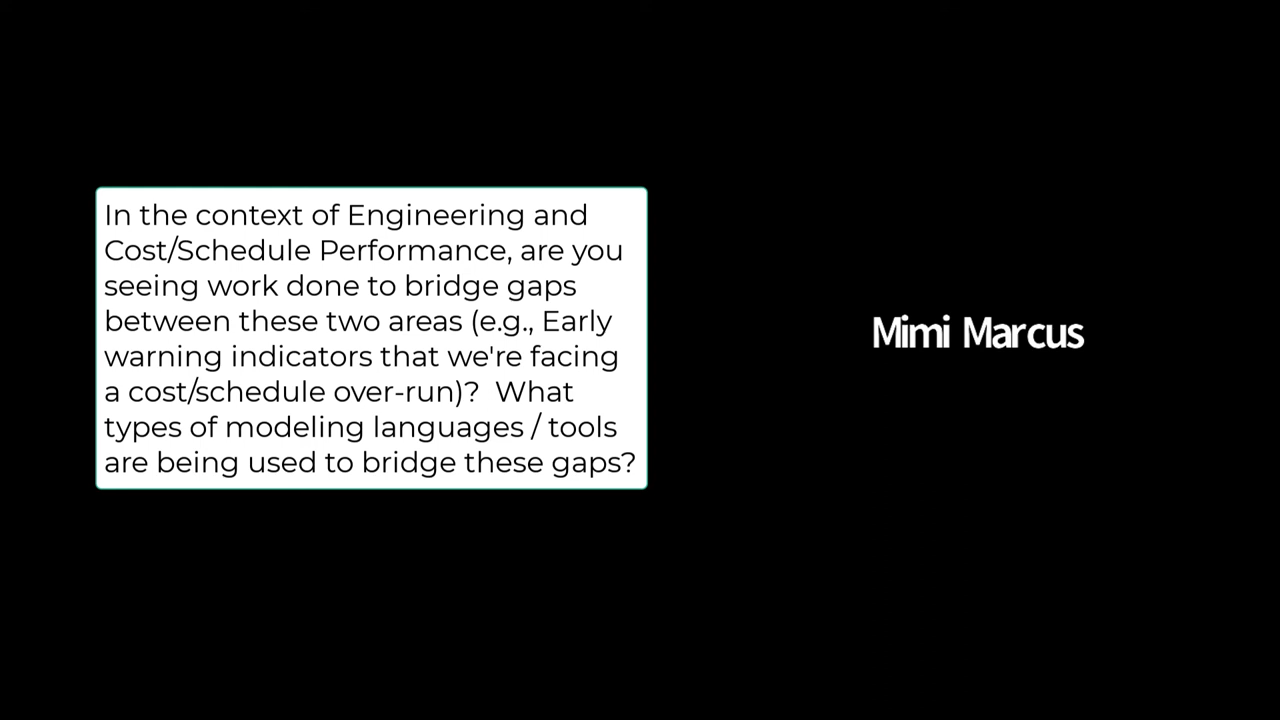 In the context of Engineering and
Cost/Schedule Performance, are you
seeing work done to bridge gaps
between these two areas (e.g., Early
warning indicators that we're facing
a cost/schedule over-run)?  What
types of modeling languages / tools
are being used to bridge these gaps?
Mimi Marcus